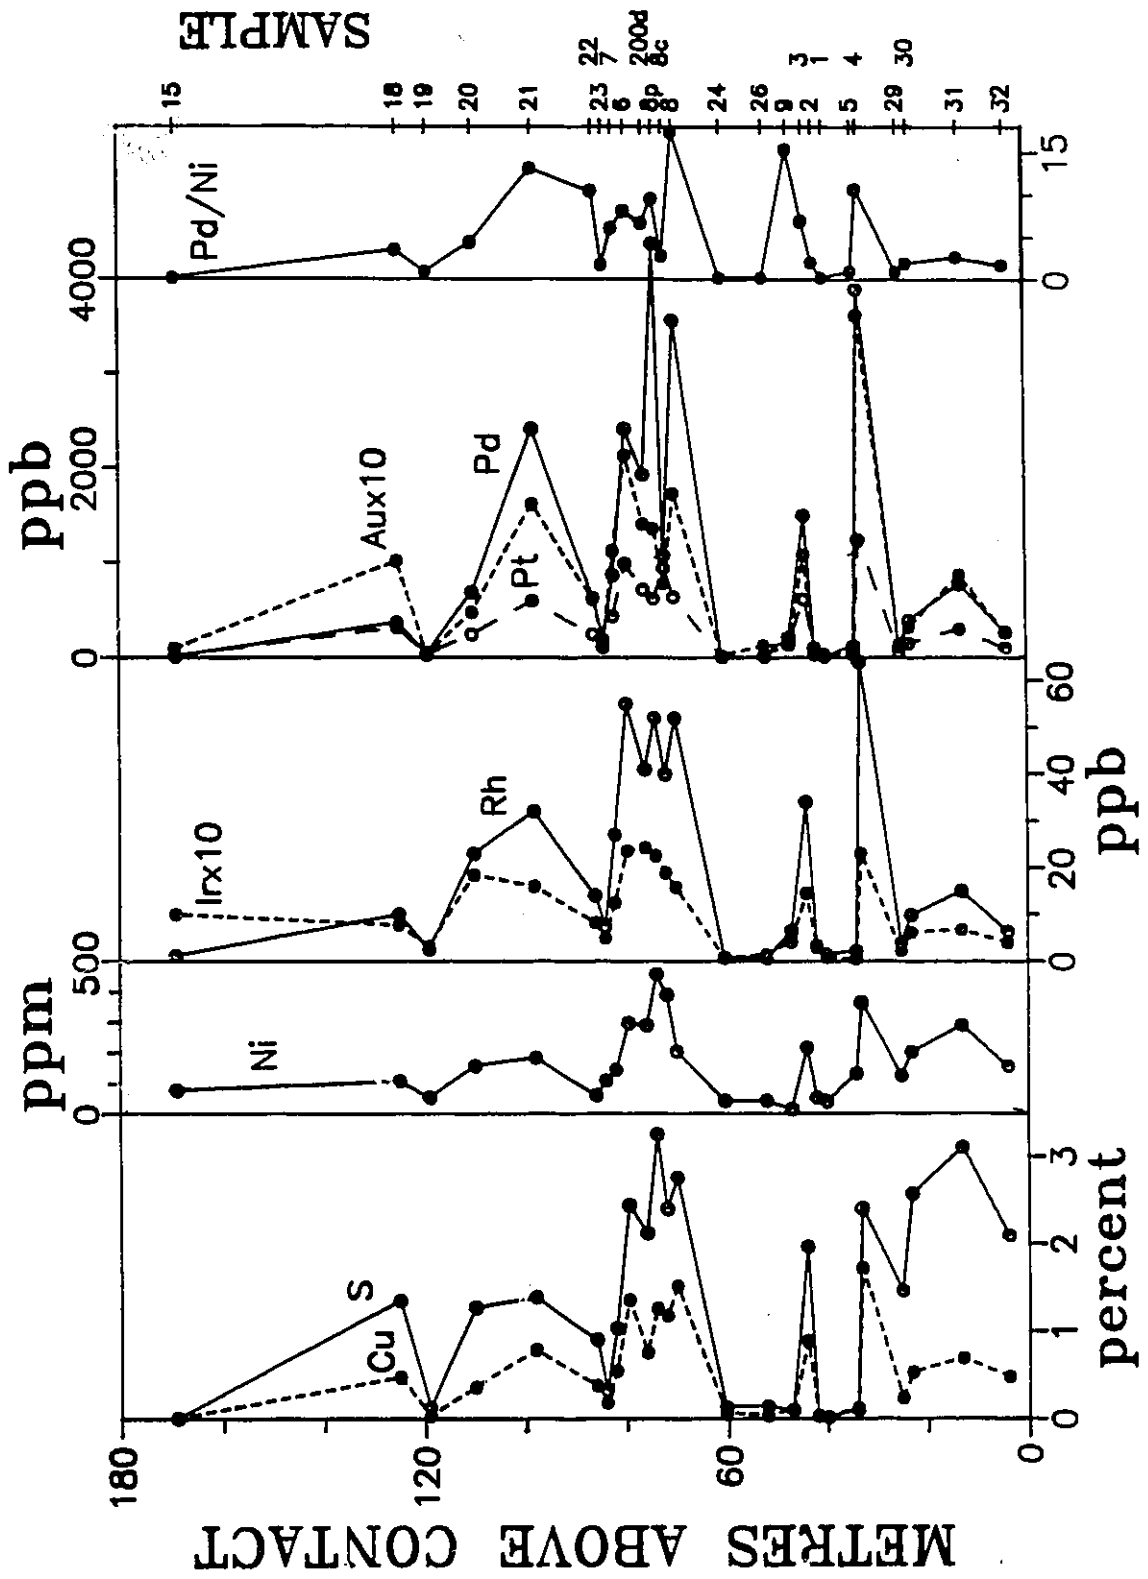 SAMPLE
15
18
19
20
21
22
23
7
6
200d
8p
8c
8
24
26
9
3
2
1
5
4
29
30
31
32
Pd/Ni
0 15
ppb
0 2000 4000
Aux10
Pd
Pt
Irx10
Rh
0 20 40 60
ppb
ppm
0 500
Ni
S
Cu
0 1 2 3
percent
180 120 60 0
METRES ABOVE CONTACT